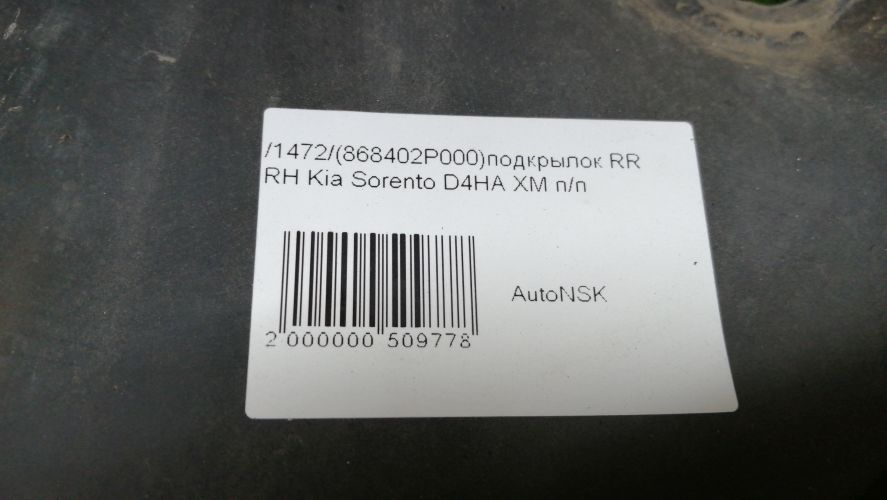 /1472/(868402P000)подкрылок RR
RH Kia Sorento D4HA XM п/п
AutoNSK
2 000000 509778